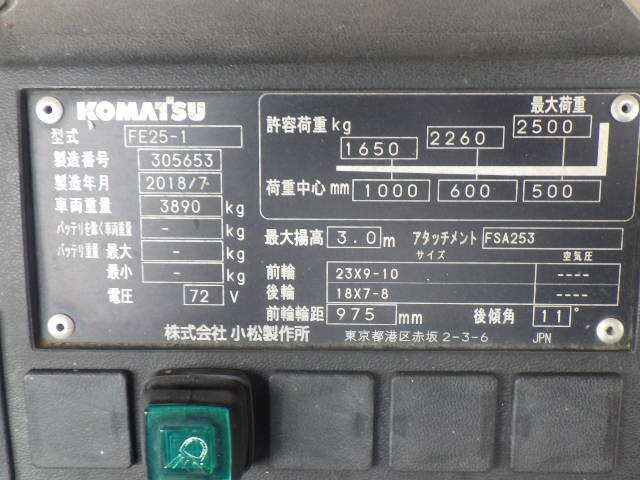 KOMATSU
型式 FE25-1
製造番号 305653
製造年月 2018/7
車両重量 3890 kg
バッテリを除く車両重量 - kg
バッテリ重量 最大 - kg
最小 - kg
電圧 72 V
最大荷重
許容荷重 kg 1650 2260 2500
荷重中心 mm 1000 600 500
最大揚高 3.0 m アタッチメント FSA253
サイズ 空気圧
前輪 23X9-10 ----
後輪 18X7-8 ----
前輪輪距 975 mm 後傾角 11°
株式会社 小松製作所 東京都港区赤坂 2-3-6 JPN